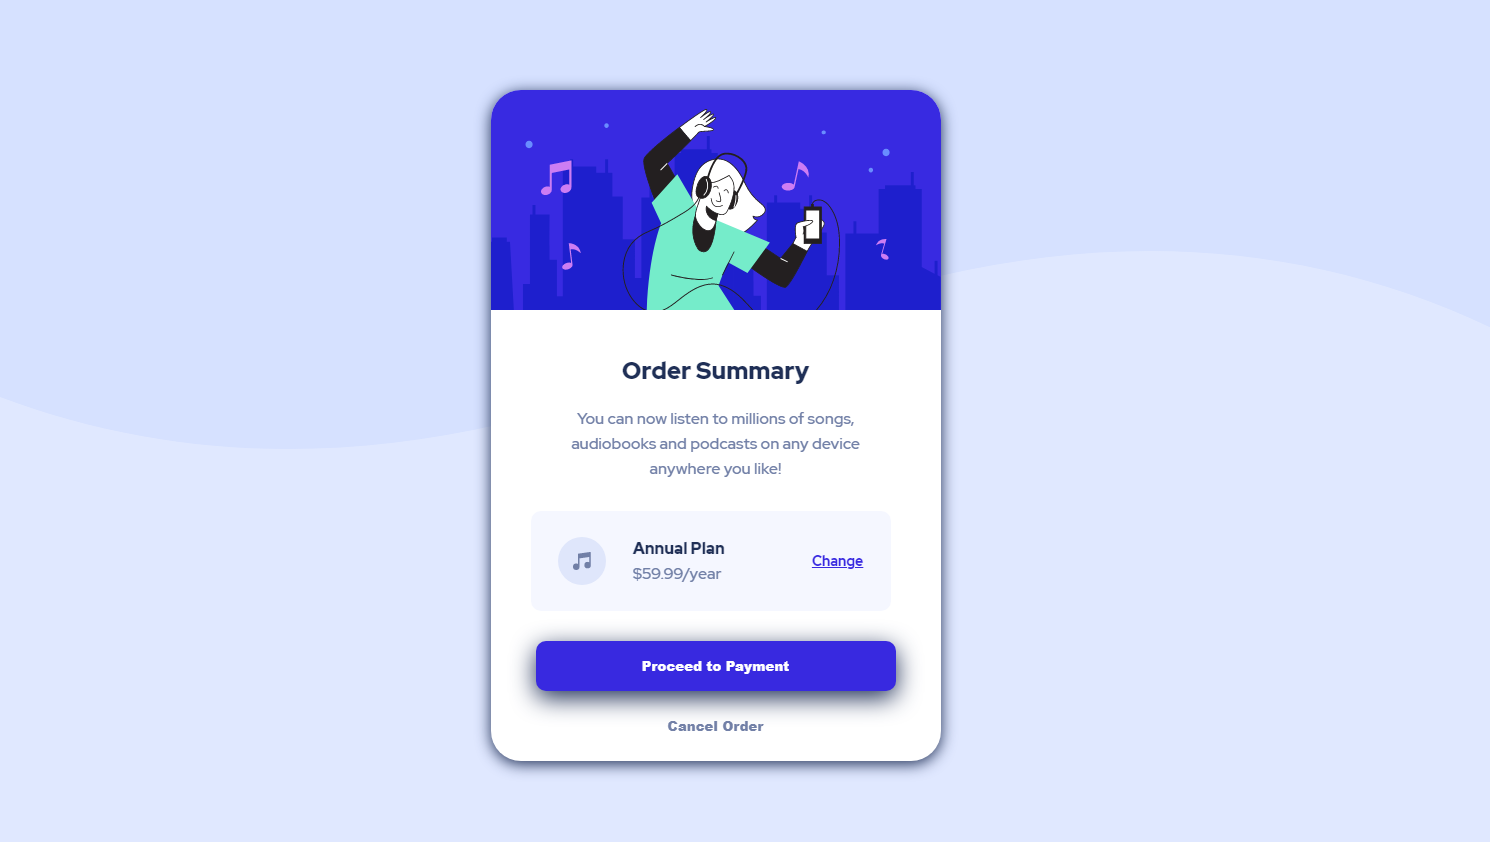 Order Summary
You can now listen to millions of songs,
audiobooks and podcasts on any device
anywhere you like!
Annual Plan
$59.99/year
Change
Proceed to Payment
Cancel Order